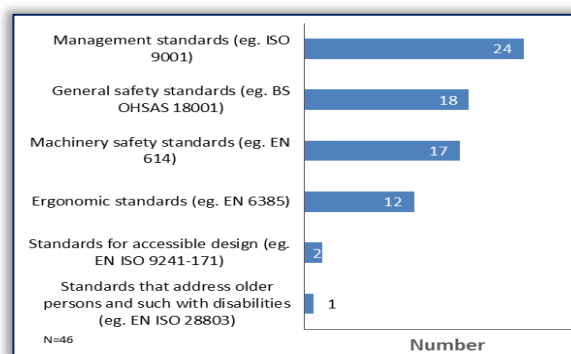 Management standards (eg. ISO
9001)
24
General safety standards (eg. BS
OHSAS 18001)
18
Machinery safety standards (eg. EN
614)
17
Ergonomic standards (eg. EN 6385)
12
Standards for accessible design (eg.
EN ISO 9241-171)
2
Standards that address older
persons and such with disabilities
(eg. EN ISO 28803)
1
N=46
Number